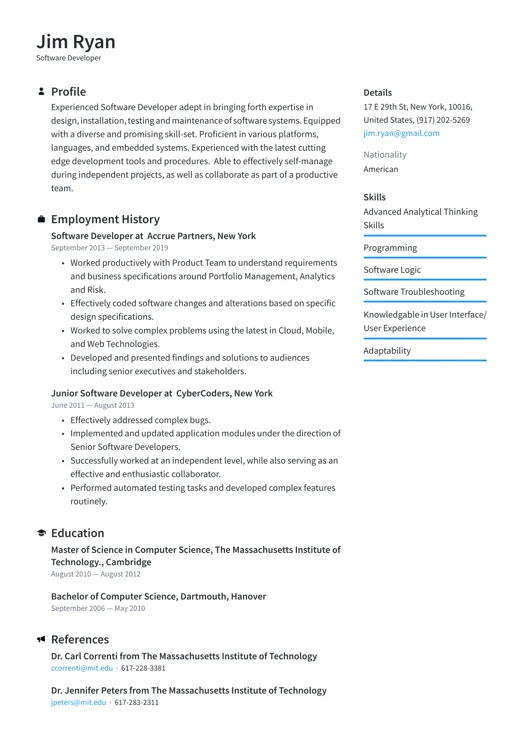 Jim Ryan
Software Developer
Profile
Experienced Software Developer adept in bringing forth expertise in
design, installation, testing and maintenance of software systems. Equipped
with a diverse and promising skill-set. Proficient in various platforms,
languages, and embedded systems. Experienced with the latest cutting
edge development tools and procedures. Able to effectively self-manage
during independent projects, as well as collaborate as part of a productive
team.
Employment History
Software Developer at Accrue Partners, New York
September 2013 — September 2019
• Worked productively with Product Team to understand requirements
and business specifications around Portfolio Management, Analytics
and Risk.
• Effectively coded software changes and alterations based on specific
design specifications.
• Worked to solve complex problems using the latest in Cloud, Mobile,
and Web Technologies.
• Developed and presented findings and solutions to audiences
including senior executives and stakeholders.
Junior Software Developer at CyberCoders, New York
June 2011 — August 2013
• Effectively addressed complex bugs.
• Implemented and updated application modules under the direction of
Senior Software Developers.
• Successfully worked at an independent level, while also serving as an
effective and enthusiastic collaborator.
• Performed automated testing tasks and developed complex features
routinely.
Education
Master of Science in Computer Science, The Massachusetts Institute of
Technology., Cambridge
August 2010 — August 2012
Bachelor of Computer Science, Dartmouth, Hanover
September 2006 — May 2010
References
Dr. Carl Correnti from The Massachusetts Institute of Technology
ccorrenti@mit.edu · 617-228-3381
Dr. Jennifer Peters from The Massachusetts Institute of Technology
jpeters@mit.edu · 617-283-2311
Details
17 E 29th St, New York, 10016,
United States, (917) 202-5269
jim.ryan@gmail.com
Nationality
American
Skills
Advanced Analytical Thinking
Skills
Programming
Software Logic
Software Troubleshooting
Knowledgable in User Interface/
User Experience
Adaptability